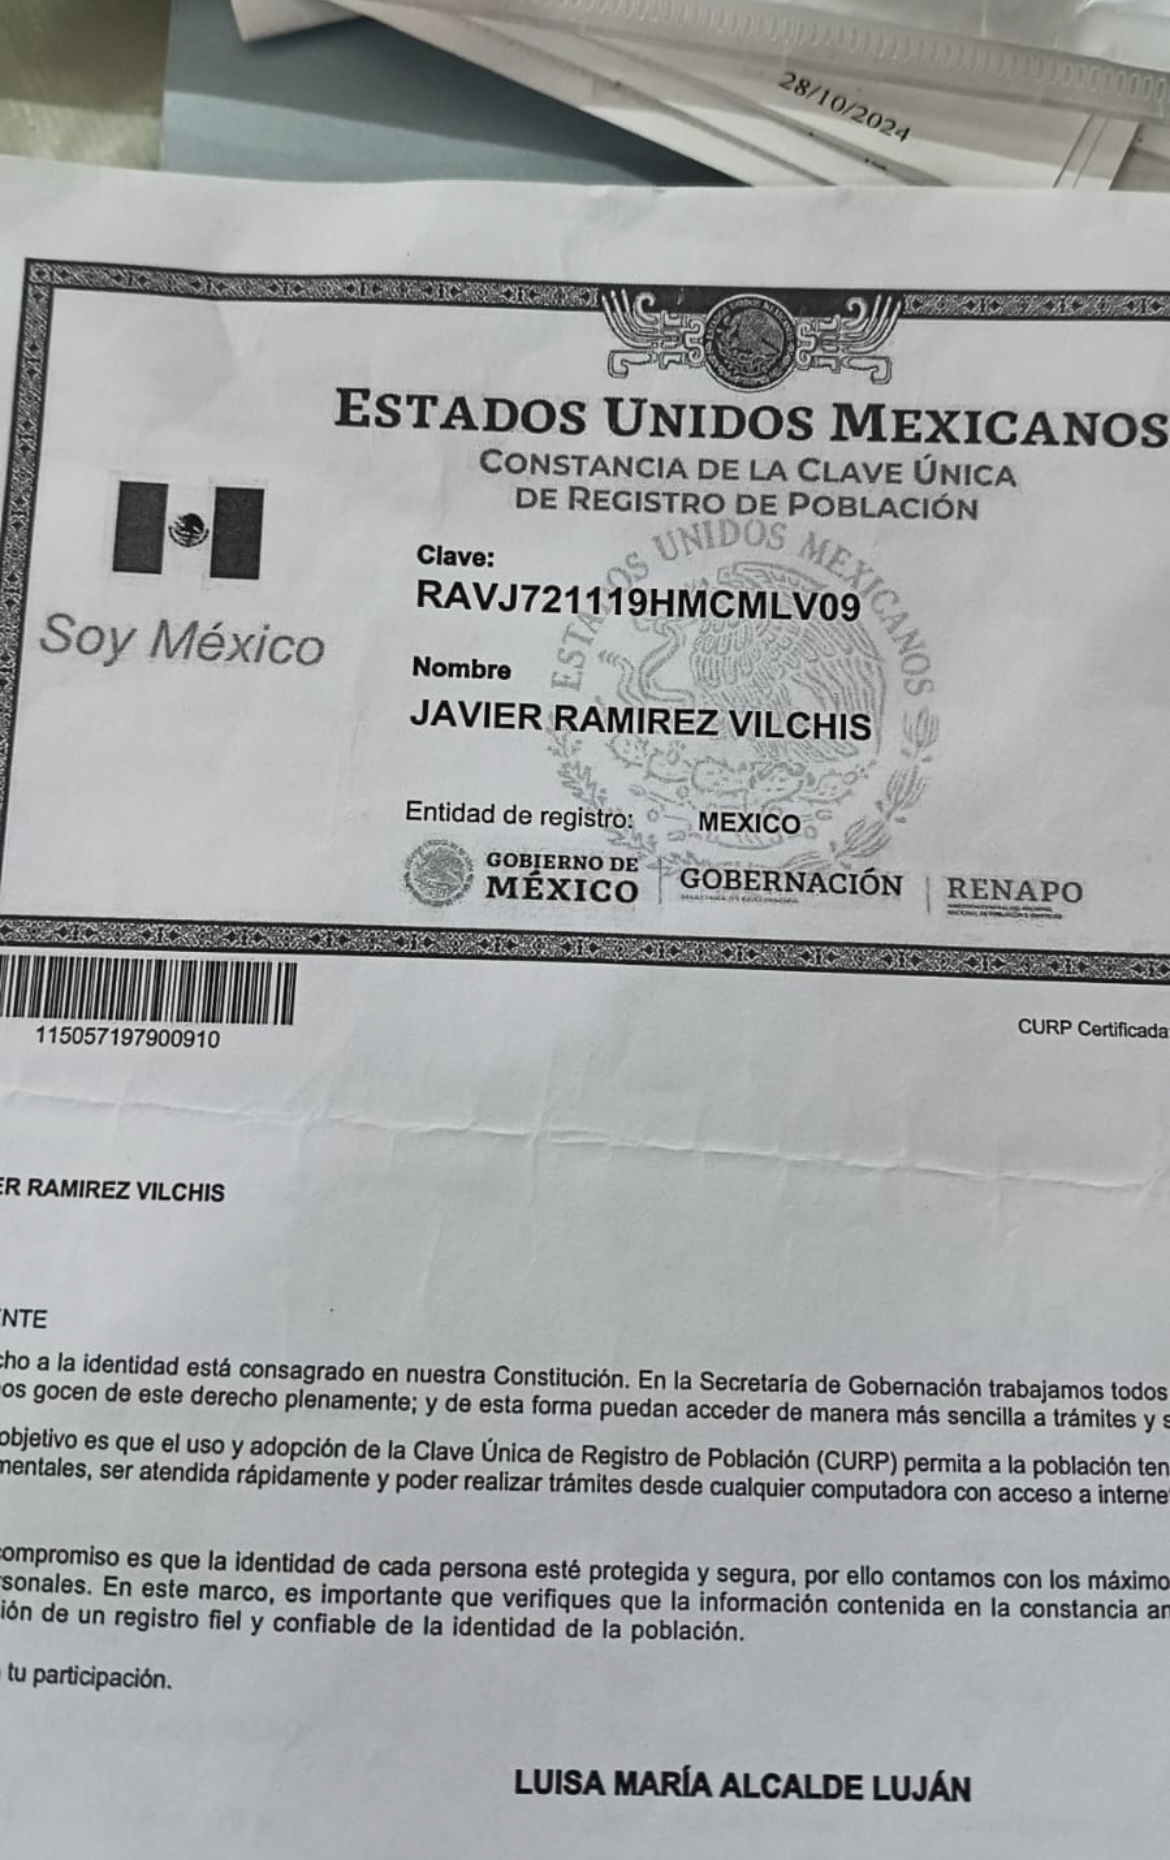 28/10/2024
ESTADOS UNIDOS MEXICANOS
CONSTANCIA DE LA CLAVE ÚNICA
DE REGISTRO DE POBLACIÓN
ESTADOS UNIDOS MEXICANOS
Soy México
Clave:
RAVJ721119HMCMLV09
Nombre
JAVIER RAMIREZ VILCHIS
Entidad de registro: MEXICO
GOBIERNO DE
MÉXICO
GOBERNACIÓN
RENAPO
115057197900910
CURP Certificada
ER RAMIREZ VILCHIS
NTE
cho a la identidad está consagrado en nuestra Constitución. En la Secretaría de Gobernación trabajamos todos
os gocen de este derecho plenamente; y de esta forma puedan acceder de manera más sencilla a trámites y s
objetivo es que el uso y adopción de la Clave Única de Registro de Población (CURP) permita a la población ten
mentales, ser atendida rápidamente y poder realizar trámites desde cualquier computadora con acceso a interne
ompromiso es que la identidad de cada persona esté protegida y segura, por ello contamos con los máximo
sonales. En este marco, es importante que verifiques que la información contenida en la constancia an
ión de un registro fiel y confiable de la identidad de la población.
tu participación.
LUISA MARÍA ALCALDE LUJÁN